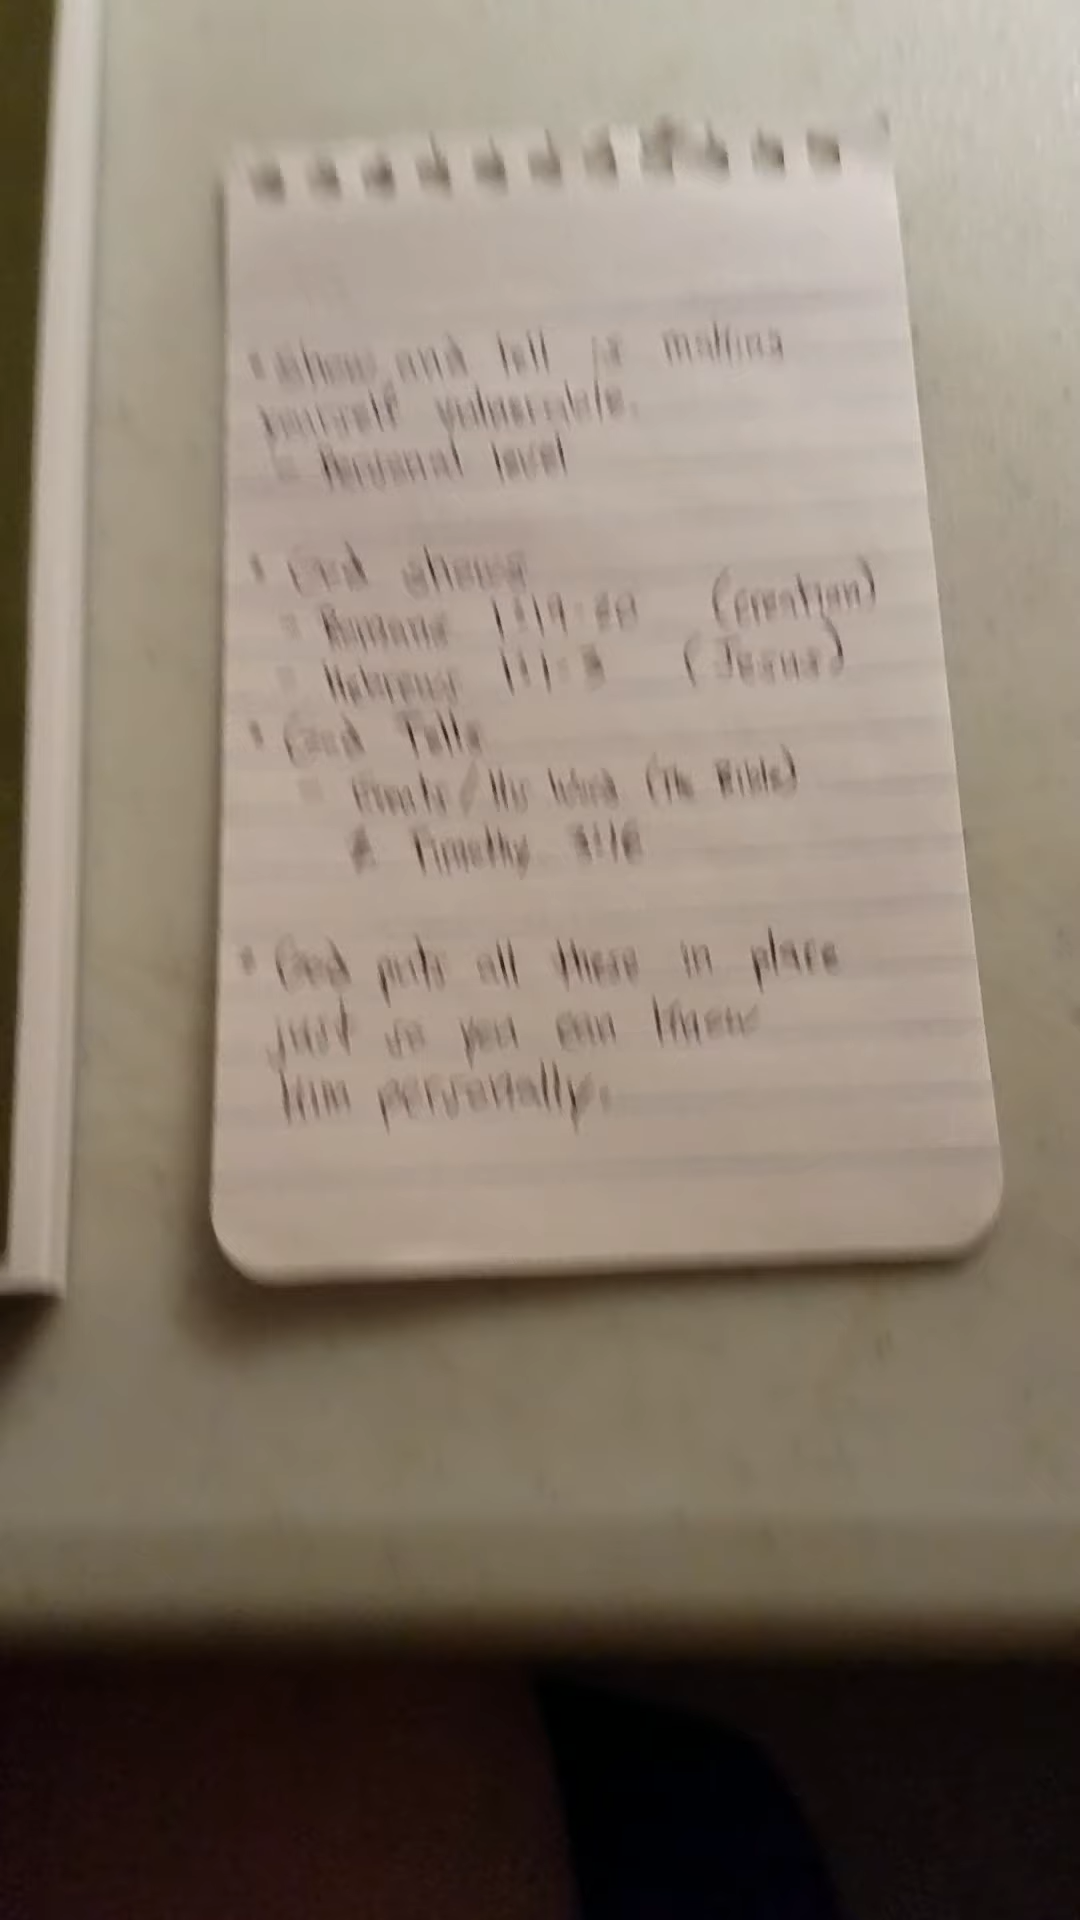 • Show and tell is making
yourself vulnerable.
- Personal level
• God shows
- Romans 1:19-20 (creation)
- Hebrews 1:1-3 (Jesus)
• God Tells
- / His Word (The Bible)
Timothy 3:16
• God puts all these in place
just so you can know
him personally.